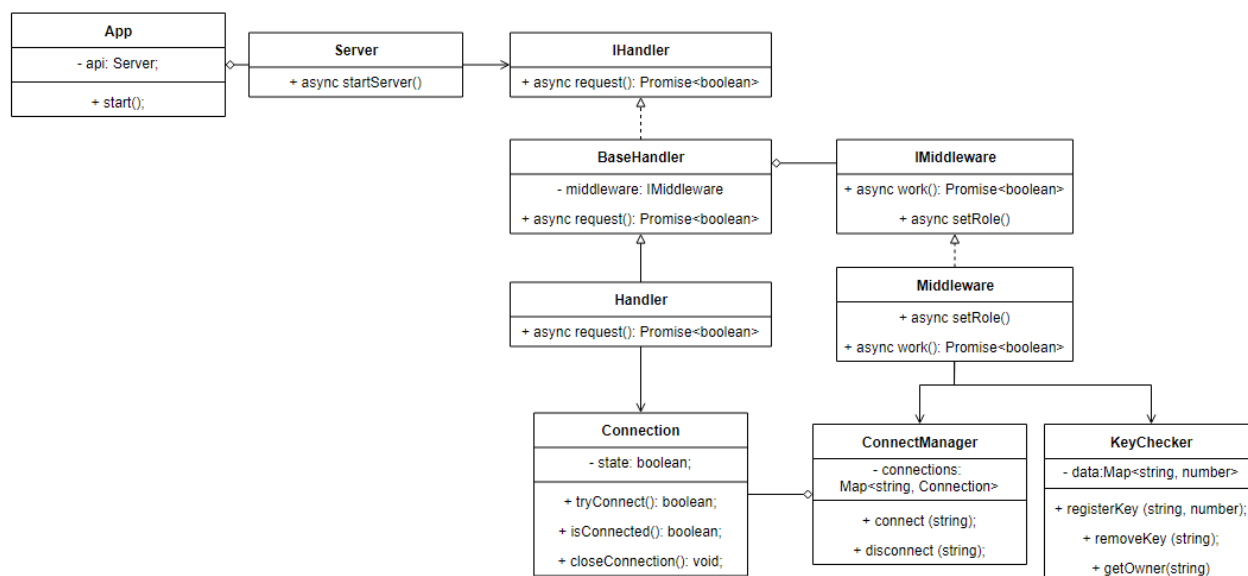 App
- api: Server;
+ start();
Server
+ async startServer()
IHandler
+ async request(): Promise<boolean>
BaseHandler
- middleware: IMiddleware
+ async request(): Promise<boolean>
IMiddleware
+ async work(): Promise<boolean>
+ async setRole()
Handler
+ async request(): Promise<boolean>
Middleware
+ async setRole()
+ async work(): Promise<boolean>
Connection
- state: boolean;
+ tryConnect(): boolean;
+ isConnected(): boolean;
+ closeConnection(): void;
ConnectManager
- connections:
Map<string, Connection>
+ connect (string);
+ disconnect (string);
KeyChecker
- data:Map<string, number>
+ registerKey (string, number);
+ removeKey (string);
+ getOwner(string)